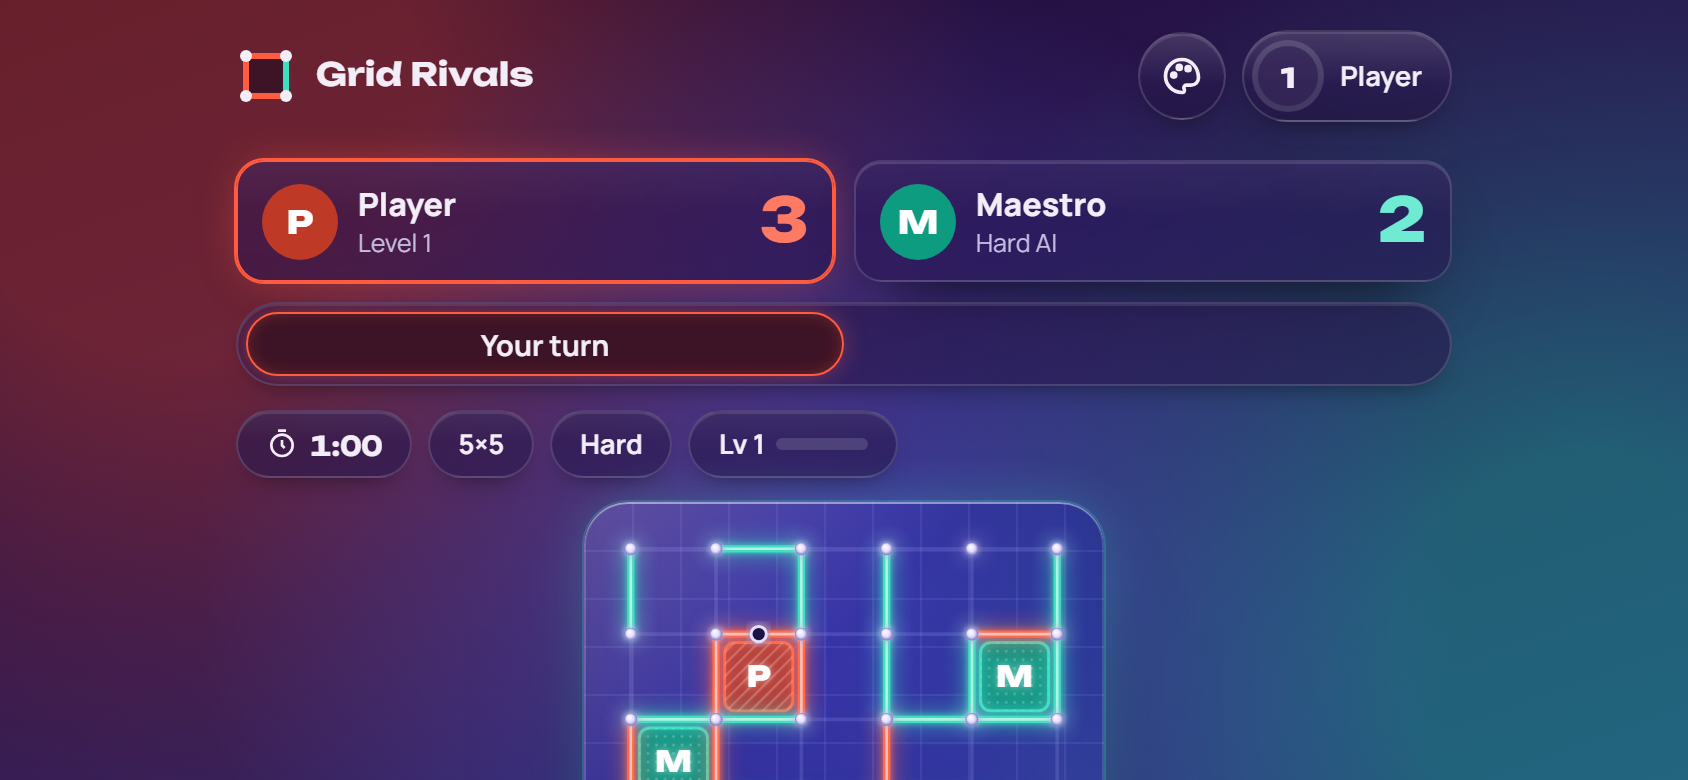 Grid Rivals
1 Player
P Player 3
Level 1
M Maestro 2
Hard AI
Your turn
1:00 5×5 Hard Lv 1
P M
M